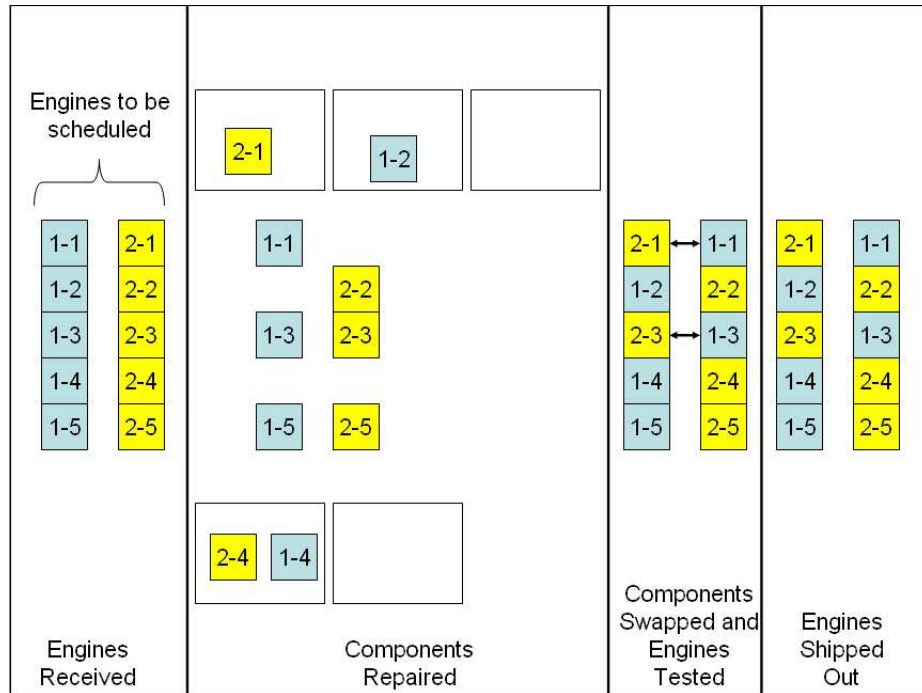 Engines to be
scheduled
2-1
1-2
1-1 2-1 1-1 2-1 1-1 2-1 1-1
1-2 2-2 2-2 1-2 2-2 1-2 2-2
1-3 2-3 1-3 2-3 2-3 1-3 2-3 1-3
1-4 2-4 1-4 2-4 1-4 2-4
1-5 2-5 1-5 2-5 1-5 2-5 1-5 2-5
2-4 1-4
Engines
Received
Components
Repaired
Components
Swapped and
Engines
Tested
Engines
Shipped
Out